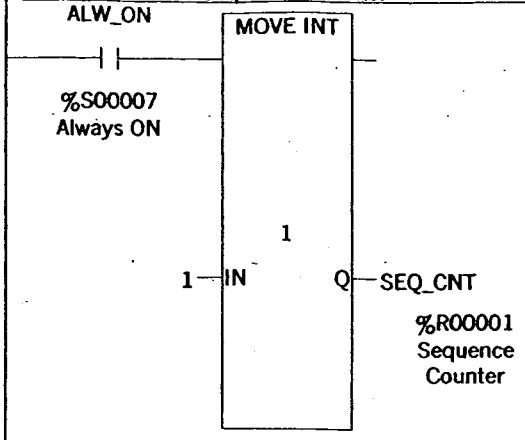 ALW_ON
MOVE INT
%S00007
Always ON
1
1 IN Q SEQ_CNT
%R00001
Sequence
Counter